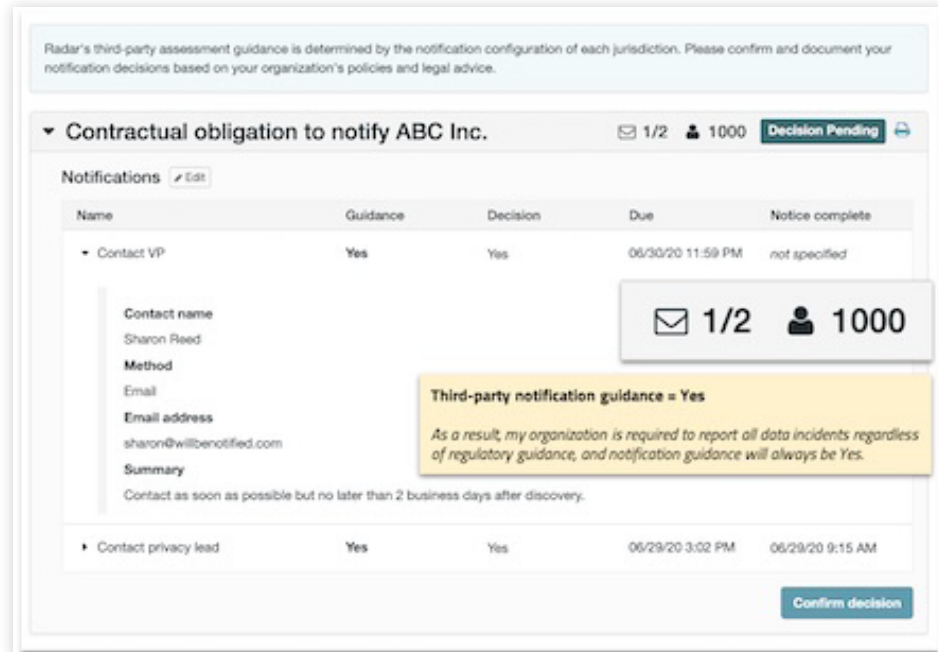 Radar's third-party assessment guidance is determined by the notification configuration of each jurisdiction. Please confirm and document your
notification decisions based on your organization's policies and legal advice.
Contractual obligation to notify ABC Inc. 1/2 1000 Decision Pending
Notifications Edit
Name Guidance Decision Due Notice complete
Contact VP Yes Yes 06/30/20 11:59 PM not specified
1/2 1000
Contact name
Sharon Reed
Method
Email
Third-party notification guidance = Yes
As a result, my organization is required to report all data incidents regardless
of regulatory guidance, and notification guidance will always be Yes.
Email address
sharon@willbenotified.com
Summary
Contact as soon as possible but no later than 2 business days after discovery.
Contact privacy lead Yes Yes 06/29/20 3:02 PM 06/29/20 9:15 AM
Confirm decision